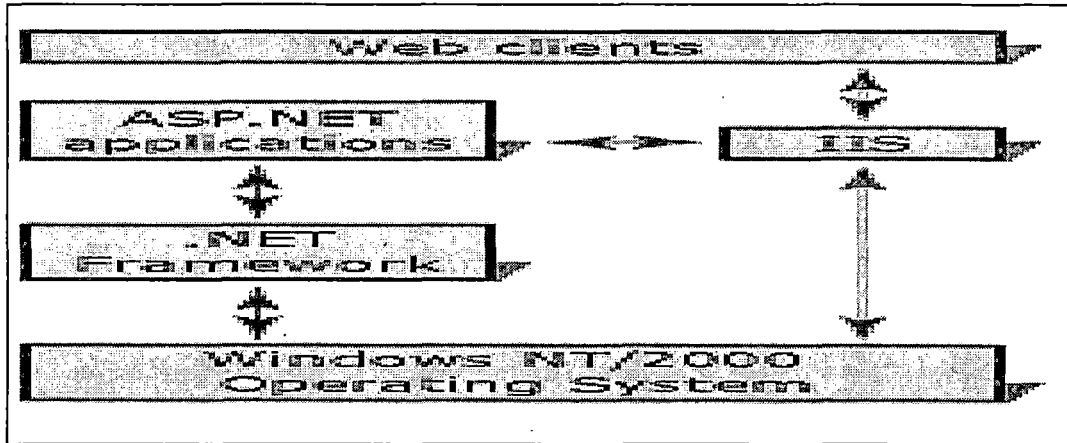 Web clients
ASP.NET
applications
IIS
.NET
Framework
Windows NT/2000
Operating System